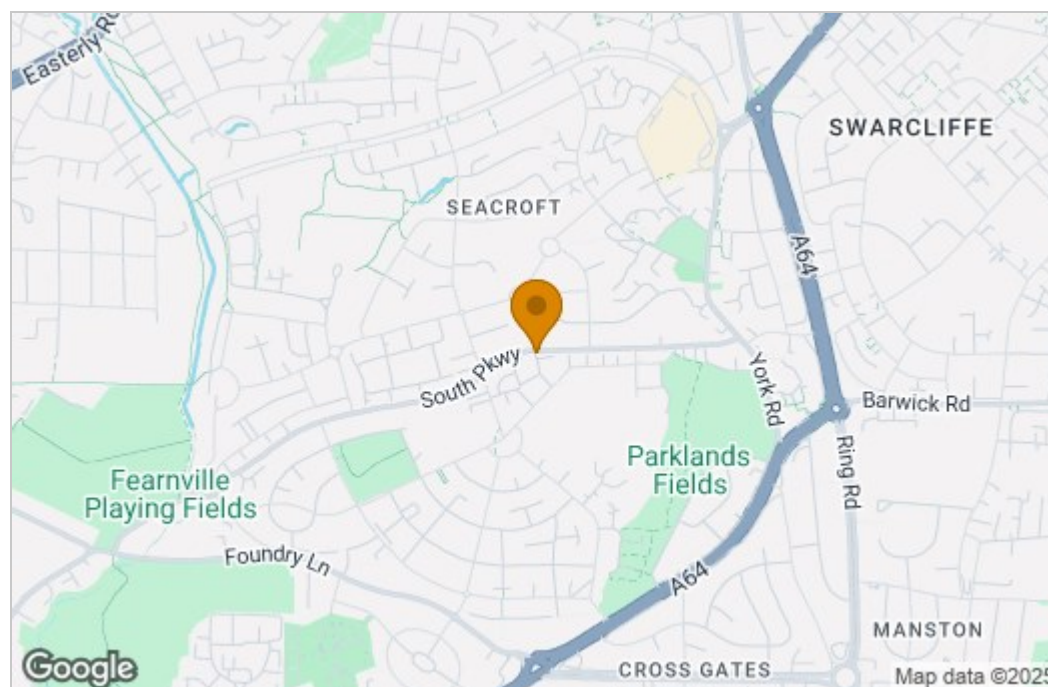 Easterly Ro
SWARCLIFFE
SEACROFT
A64
South Pkwy
York Rd
Barwick Rd
Ring Rd
Parklands
Fields
Fearnville
Playing Fields
Foundry Ln
A64
MANSTON
CROSS GATES
Google
Map data ©2025